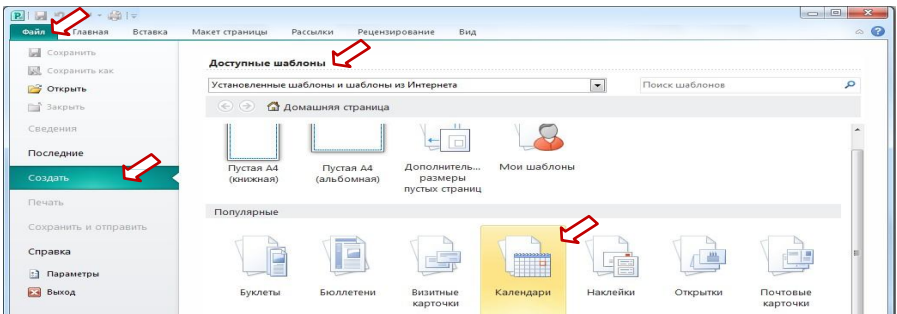 Файл Главная Вставка Макет страницы Рассылки Рецензирование Вид
Сохранить
Сохранить как
Открыть
Закрыть
Сведения
Последние
Создать
Печать
Сохранить и отправить
Справка
Параметры
Выход
Доступные шаблоны
Установленные шаблоны и шаблоны из Интернета Поиск шаблонов
Домашняя страница
Пустая A4 Пустая A4 Дополнитель... Мои шаблоны
(книжная) (альбомная) размеры
пустых страниц
Популярные
Буклеты Бюллетени Визитные Календари Наклейки Открытки Почтовые
карточки карточки